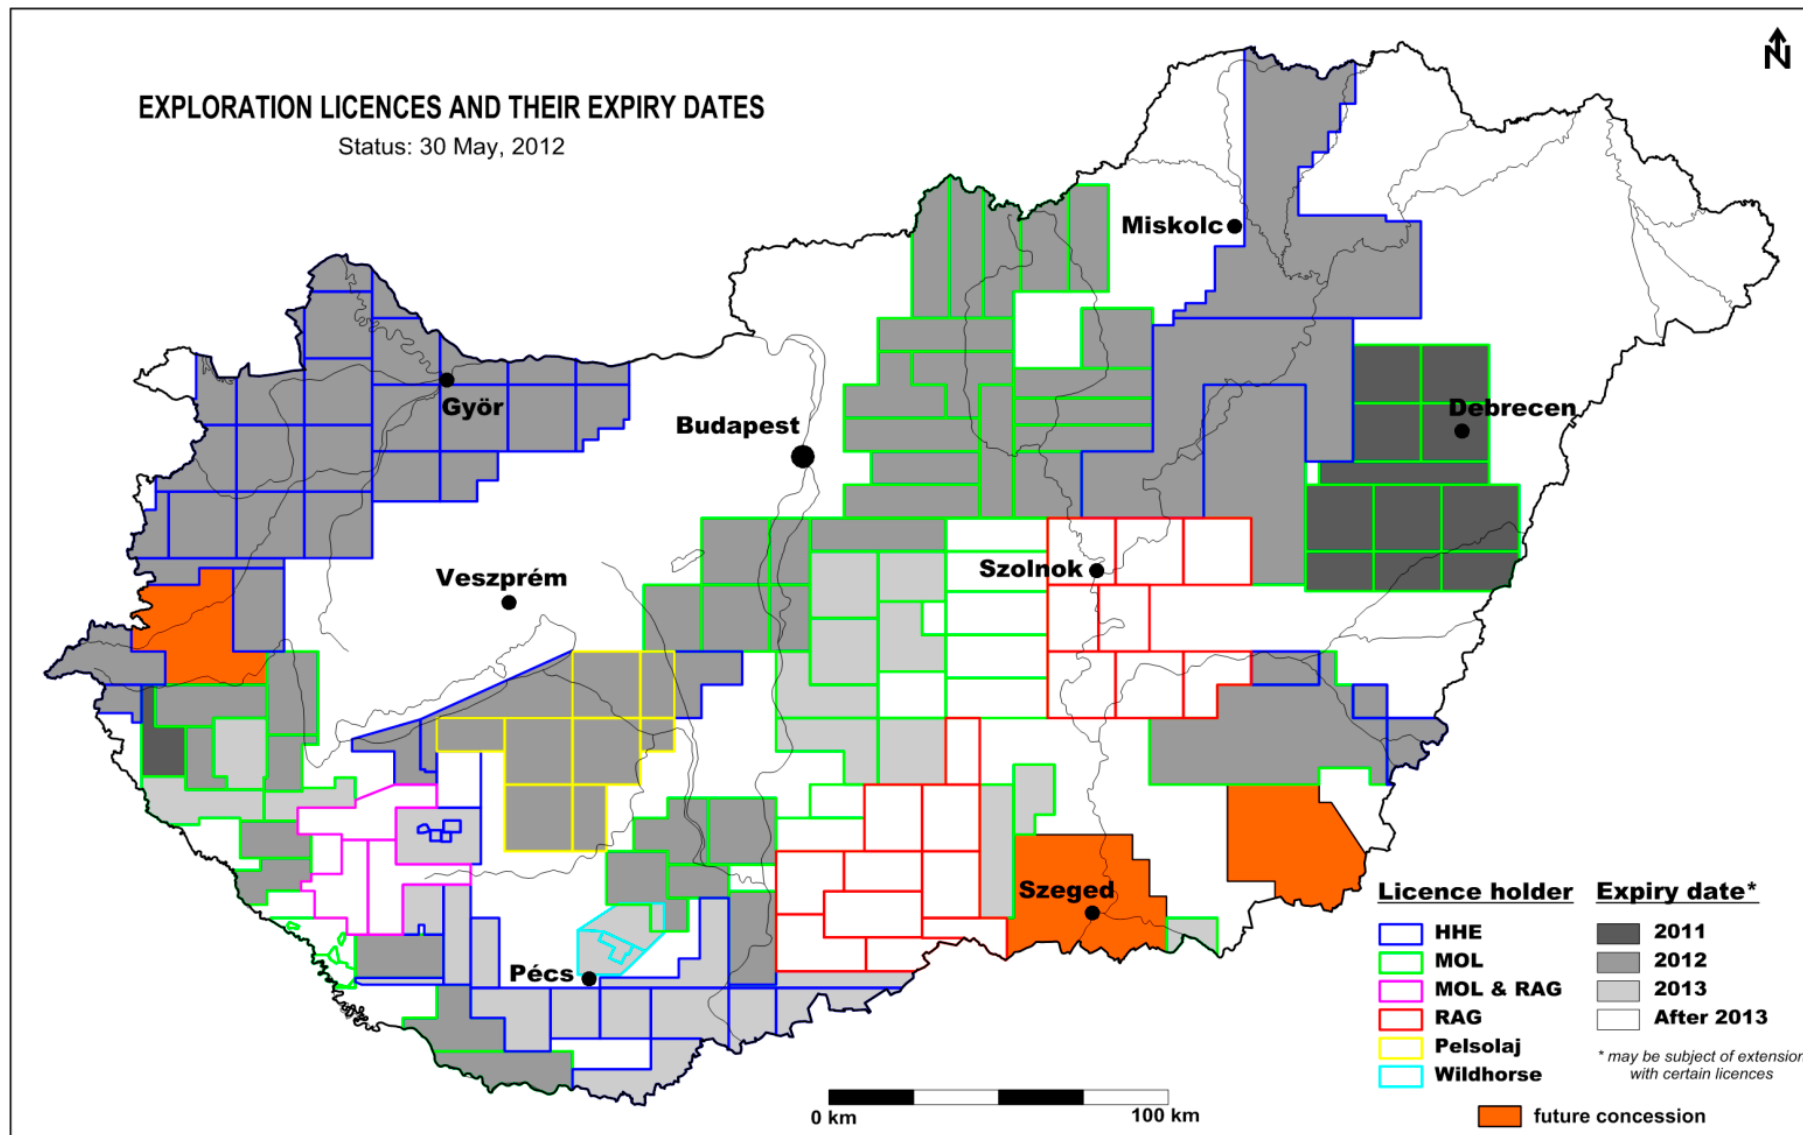 N
EXPLORATION LICENCES AND THEIR EXPIRY DATES
Status: 30 May, 2012
Miskolc
Győr
Debrecen
Budapest
Veszprém
Szolnok
Szeged
Pécs
Licence holder
HHE
MOL
MOL & RAG
RAG
Pelsolaj
Wildhorse
Expiry date*
2011
2012
2013
After 2013
* may be subject of extension
with certain licences
0 km
100 km
future concession